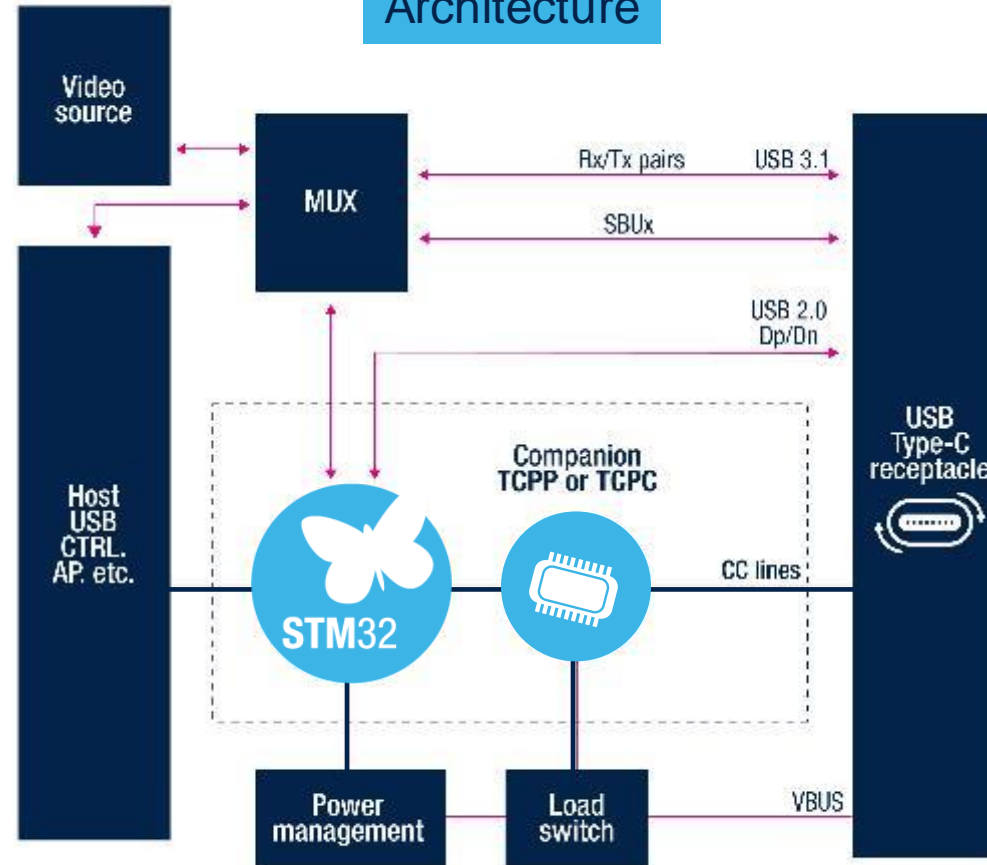 Architecture
Video
source
MUX
Rx/Tx pairs
USB 3.1
SBUx
USB 2.0
Dp/Dn
Host
USB
CTRL.
AP. etc.
Companion
TCPP or TCPC
USB
Type-C
receptacle
CC lines
STM32
Power
management
Load
switch
VBUS